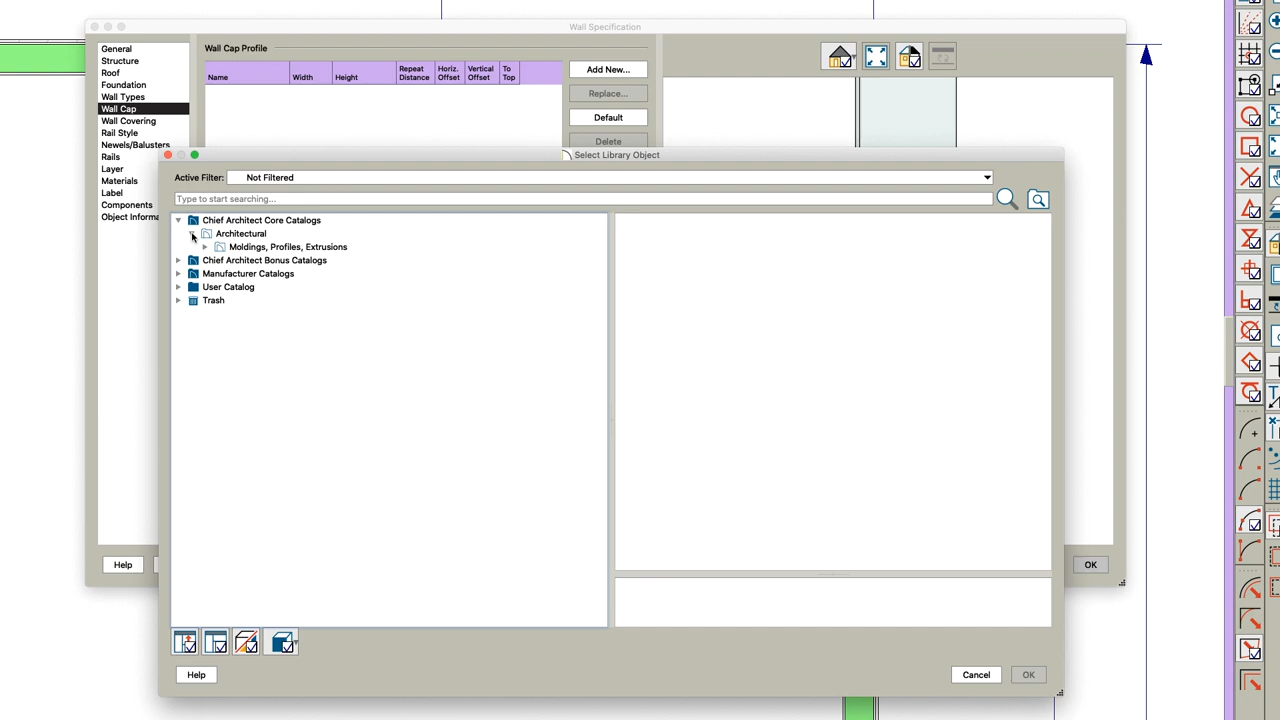 Wall Specification
General
Structure
Roof
Foundation
Wall Types
Wall Cap
Wall Covering
Rail Style
Newels/Balusters
Rails
Layer
Materials
Label
Components
Object Informa
Wall Cap Profile
Name Width Height Repeat Distance Horiz. Offset Vertical Offset To Top
Add New...
Replace...
Default
Delete
Select Library Object
Active Filter: Not Filtered
Type to start searching...
Chief Architect Core Catalogs
Architectural
Moldings, Profiles, Extrusions
Chief Architect Bonus Catalogs
Manufacturer Catalogs
User Catalog
Trash
Help
OK
Help
Cancel
OK